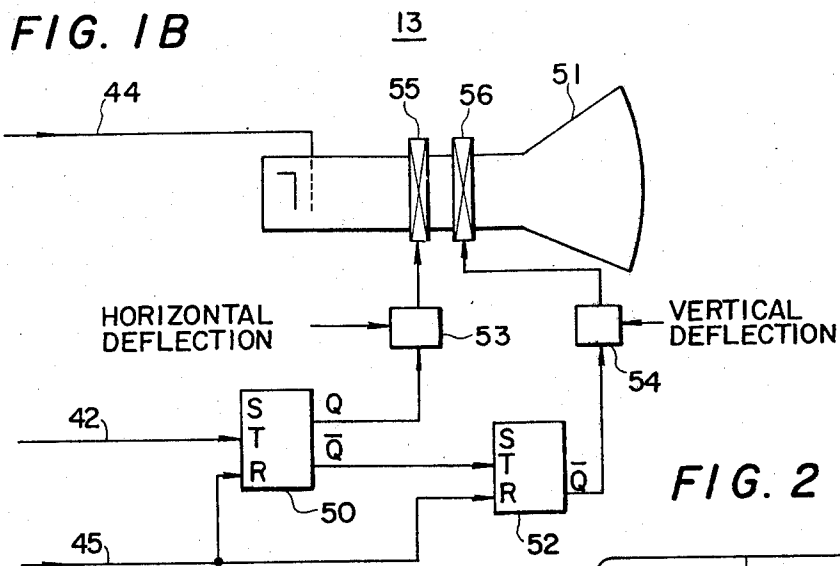 FIG. 1B
13
44
55
56
51
HORIZONTAL
DEFLECTION
53
VERTICAL
DEFLECTION
54
42
S
T
R
Q
Q̅
50
S
T
R
Q̅
52
45
FIG. 2